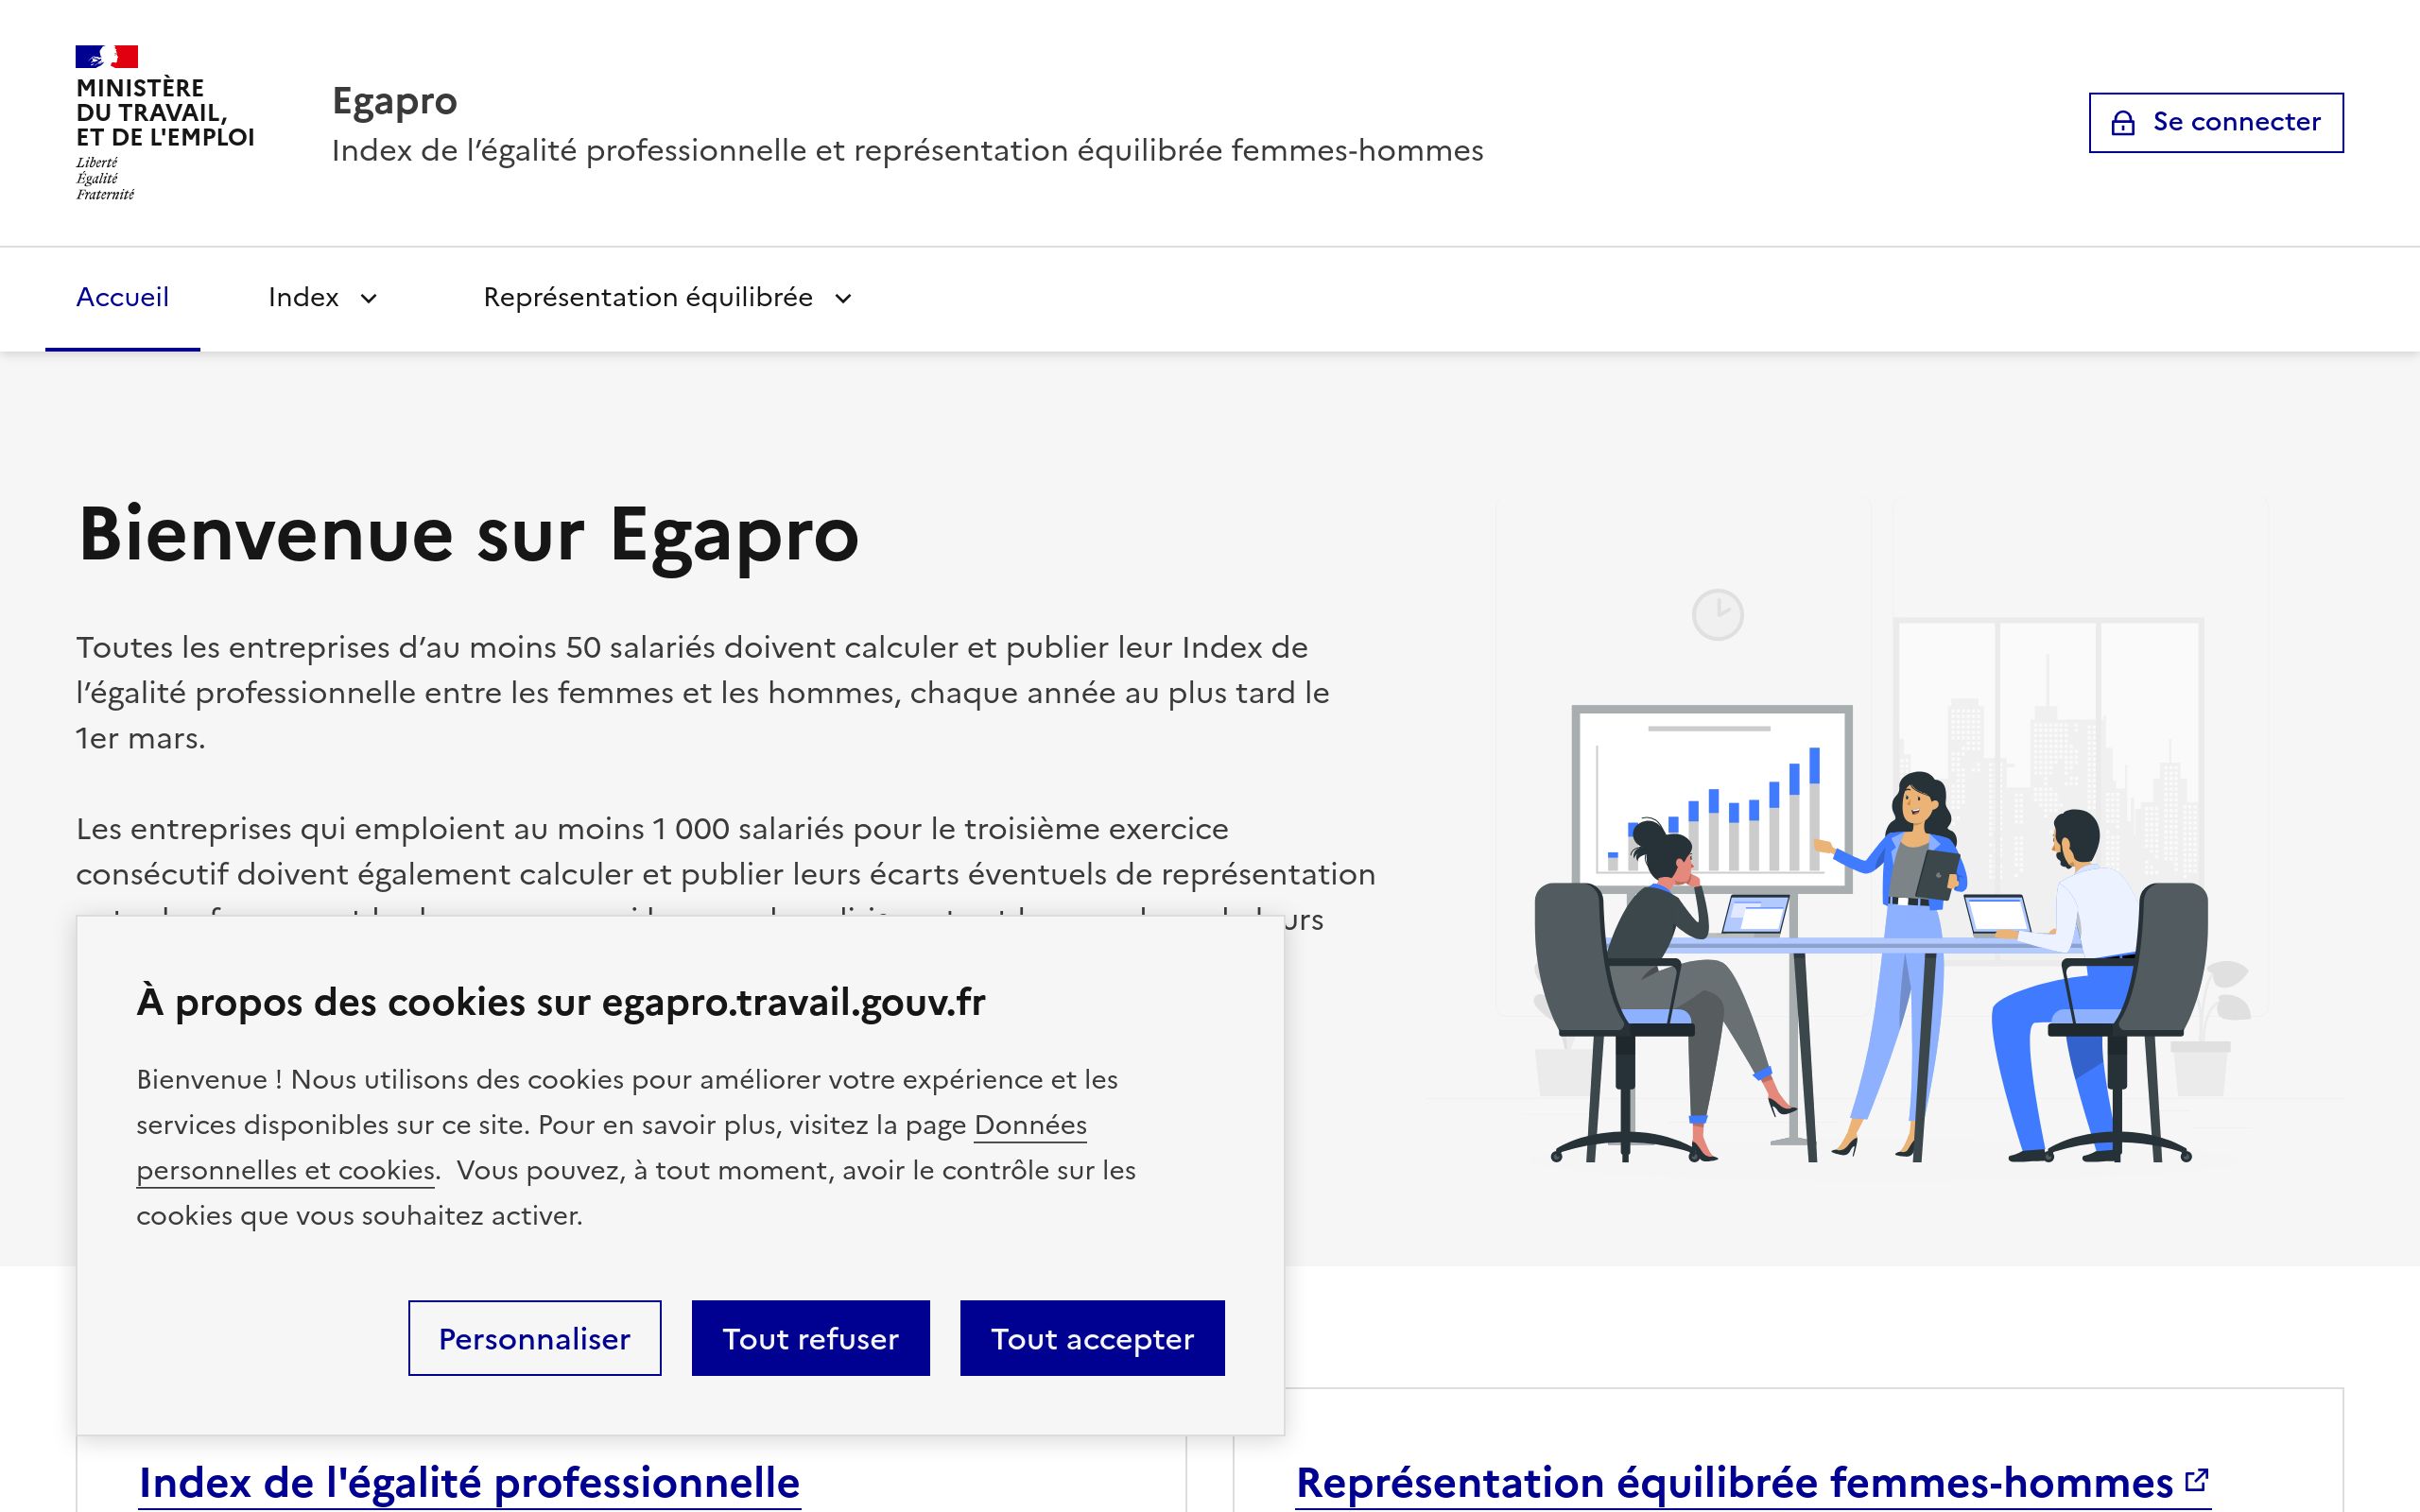 MINISTÈRE
DU TRAVAIL,
ET DE L'EMPLOI
Liberté
Égalité
Fraternité
Egapro
Index de l’égalité professionnelle et représentation équilibrée femmes-hommes
Se connecter
Accueil
Index
Représentation équilibrée
Bienvenue sur Egapro
Toutes les entreprises d’au moins 50 salariés doivent calculer et publier leur Index de
l’égalité professionnelle entre les femmes et les hommes, chaque année au plus tard le
1er mars.
Les entreprises qui emploient au moins 1 000 salariés pour le troisième exercice
consécutif doivent également calculer et publier leurs écarts éventuels de représentation
À propos des cookies sur egapro.travail.gouv.fr
Bienvenue ! Nous utilisons des cookies pour améliorer votre expérience et les
services disponibles sur ce site. Pour en savoir plus, visitez la page Données
personnelles et cookies. Vous pouvez, à tout moment, avoir le contrôle sur les
cookies que vous souhaitez activer.
Personnaliser
Tout refuser
Tout accepter
Index de l'égalité professionnelle
Représentation équilibrée femmes-hommes